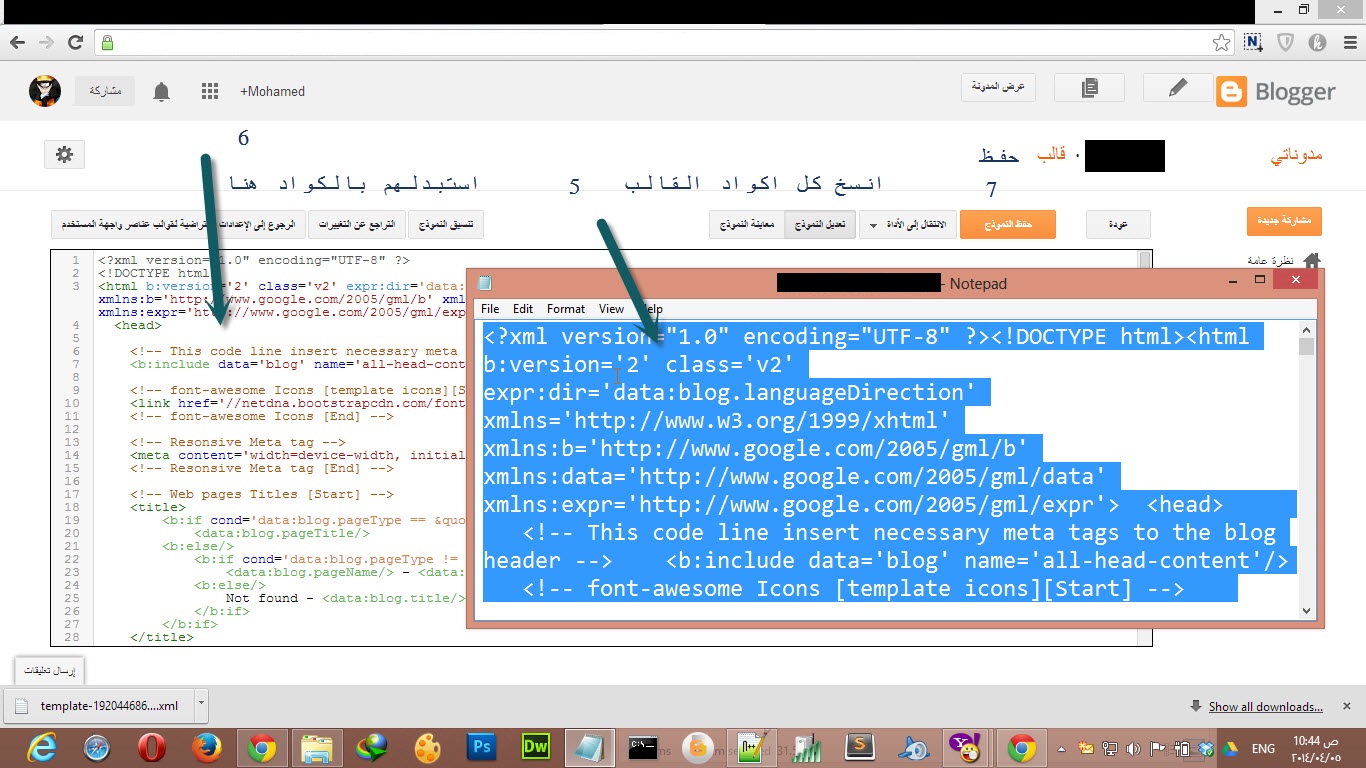 +Mohamed
مشاركة
عرض المدونة
Blogger
6
مدوناتي
قالب ·
حفظ
7
انسخ كل اكواد القالب
5
استبدلهم بالكواد هنا
مشاركة جديدة
عودة
حفظ النموذج
الانتقال إلى الأداة
تعديل النموذج
معاينة النموذج
تنسيق النموذج
التراجع عن التغييرات
الرجوع إلى الإعدادات الافتراضية لقوالب عناصر واجهة المستخدم
نظرة عامة
1 <?xml version="1.0" encoding="UTF-8" ?>
2 <!DOCTYPE html
3 <html b:version='2' class='v2' expr:dir='data:
xmlns:b='http://www.google.com/2005/gml/b' xml
xmlns:expr='http://www.google.com/2005/gml/exp
4 <head>
5
6 <!-- This code line insert necessary meta
7 <b:include data='blog' name='all-head-cont
8
9 <!-- font-awesome Icons [template icons][S
10 <link href='//netdna.bootstrapcdn.com/font
11 <!-- font-awesome Icons [End] -->
12
13 <!-- Resonsive Meta tag -->
14 <meta content='width=device-width, initial
15 <!-- Resonsive Meta tag [End] -->
16
17 <!-- Web pages Titles [Start] -->
18 <title>
19 <b:if cond='data:blog.pageType == &quo
20 <data:blog.pageTitle/>
21 <b:else/>
22 <b:if cond='data:blog.pageType !=
23 <data:blog.pageName/> - <data:
24 <b:else/>
25 Not found - <data:blog.title/>
26 </b:if>
27 </b:if>
28 </title>
- Notepad
File Edit Format View Help
<?xml version="1.0" encoding="UTF-8" ?><!DOCTYPE html><html
b:version='2' class='v2'
expr:dir='data:blog.languageDirection'
xmlns='http://www.w3.org/1999/xhtml'
xmlns:b='http://www.google.com/2005/gml/b'
xmlns:data='http://www.google.com/2005/gml/data'
xmlns:expr='http://www.google.com/2005/gml/expr'> <head>
<!-- This code line insert necessary meta tags to the blog
header --> <b:include data='blog' name='all-head-content'/>
<!-- font-awesome Icons [template icons][Start] -->
إرسال تعليقات
template-192044686....xml
Show all downloads...
Ps
Dw
C:\
ENG
10:44 ص
٢٠١٤/٠٤/٠٥